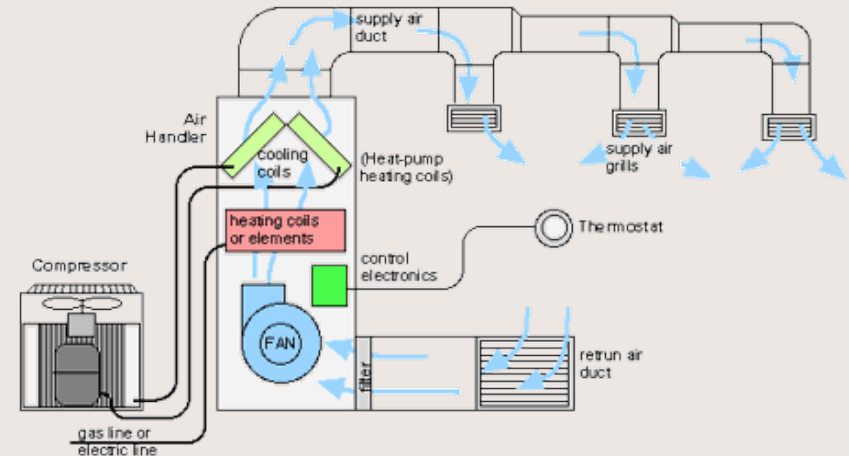 supply air
duct
Air
Handler
cooling
coils
(Heat-pump
heating coils)
supply air
grills
heating coils
or elements
Thermostat
control
electronics
Compressor
FAN
filter
retrun air
duct
gas line or
electric line